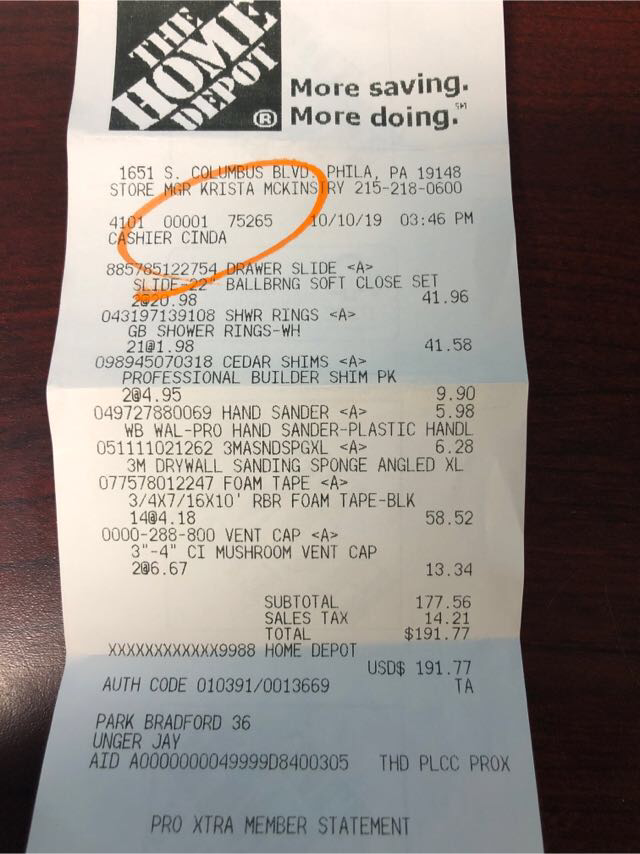 THE
HOME
DEPOT
®
More saving.
More doing.℠
1651 S. COLUMBUS BLVD. PHILA, PA 19148
STORE MGR KRISTA MCKINSTRY 215-218-0600
4101 00001 75265 10/10/19 03:46 PM
CASHIER CINDA
885785122754 DRAWER SLIDE <A>
SLIDE-22" BALLBRNG SOFT CLOSE SET
2@20.98 41.96
043197139108 SHWR RINGS <A>
GB SHOWER RINGS-WH
21@1.98 41.58
098945070318 CEDAR SHIMS <A>
PROFESSIONAL BUILDER SHIM PK
2@4.95 9.90
049727880069 HAND SANDER <A> 5.98
WB WAL-PRO HAND SANDER-PLASTIC HANDL
051111021262 3MASNDSPGXL <A> 6.28
3M DRYWALL SANDING SPONGE ANGLED XL
077578012247 FOAM TAPE <A>
3/4X7/16X10' RBR FOAM TAPE-BLK
14@4.18 58.52
0000-288-800 VENT CAP <A>
3"-4" CI MUSHROOM VENT CAP
2@6.67 13.34
SUBTOTAL 177.56
SALES TAX 14.21
TOTAL $191.77
XXXXXXXXXXXX9988 HOME DEPOT
USD$ 191.77
AUTH CODE 010391/0013669 TA
PARK BRADFORD 36
UNGER JAY
AID A0000000049999D8400305 THD PLCC PROX
PRO XTRA MEMBER STATEMENT